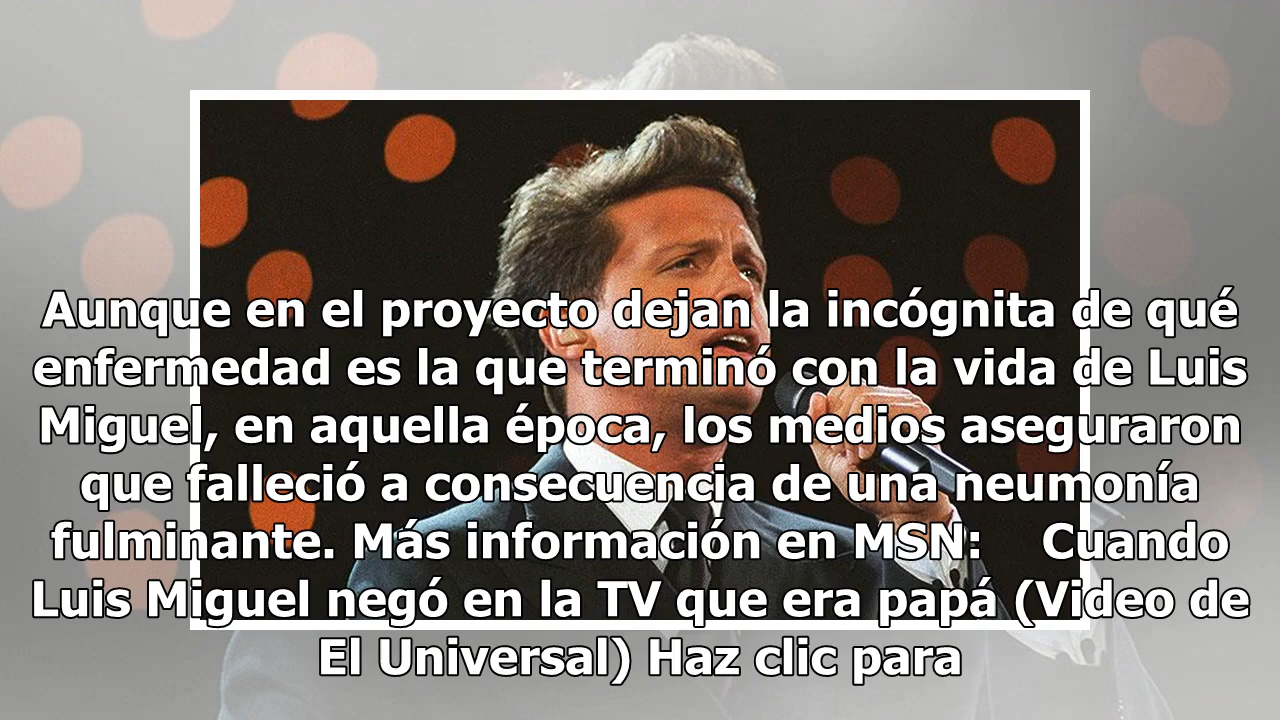 Aunque en el proyecto dejan la incógnita de qué
enfermedad es la que terminó con la vida de Luis
Miguel, en aquella época, los medios aseguraron
que falleció a consecuencia de una neumonía
fulminante. Más información en MSN: Cuando
Luis Miguel negó en la TV que era papá (Video de
El Universal) Haz clic para